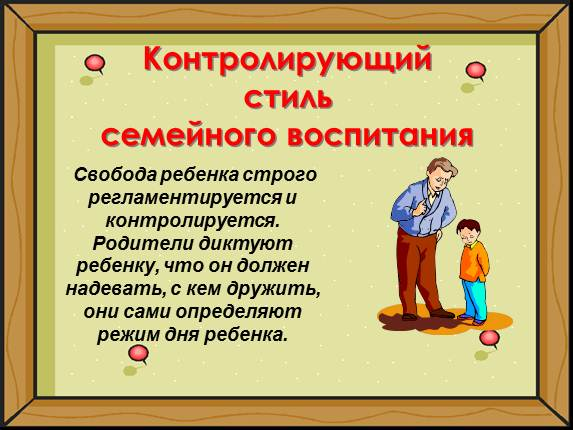 Контролирующий
стиль
семейного воспитания
Свобода ребенка строго
регламентируется и
контролируется.
Родители диктуют
ребенку, что он должен
надевать, с кем дружить,
они сами определяют
режим дня ребенка.